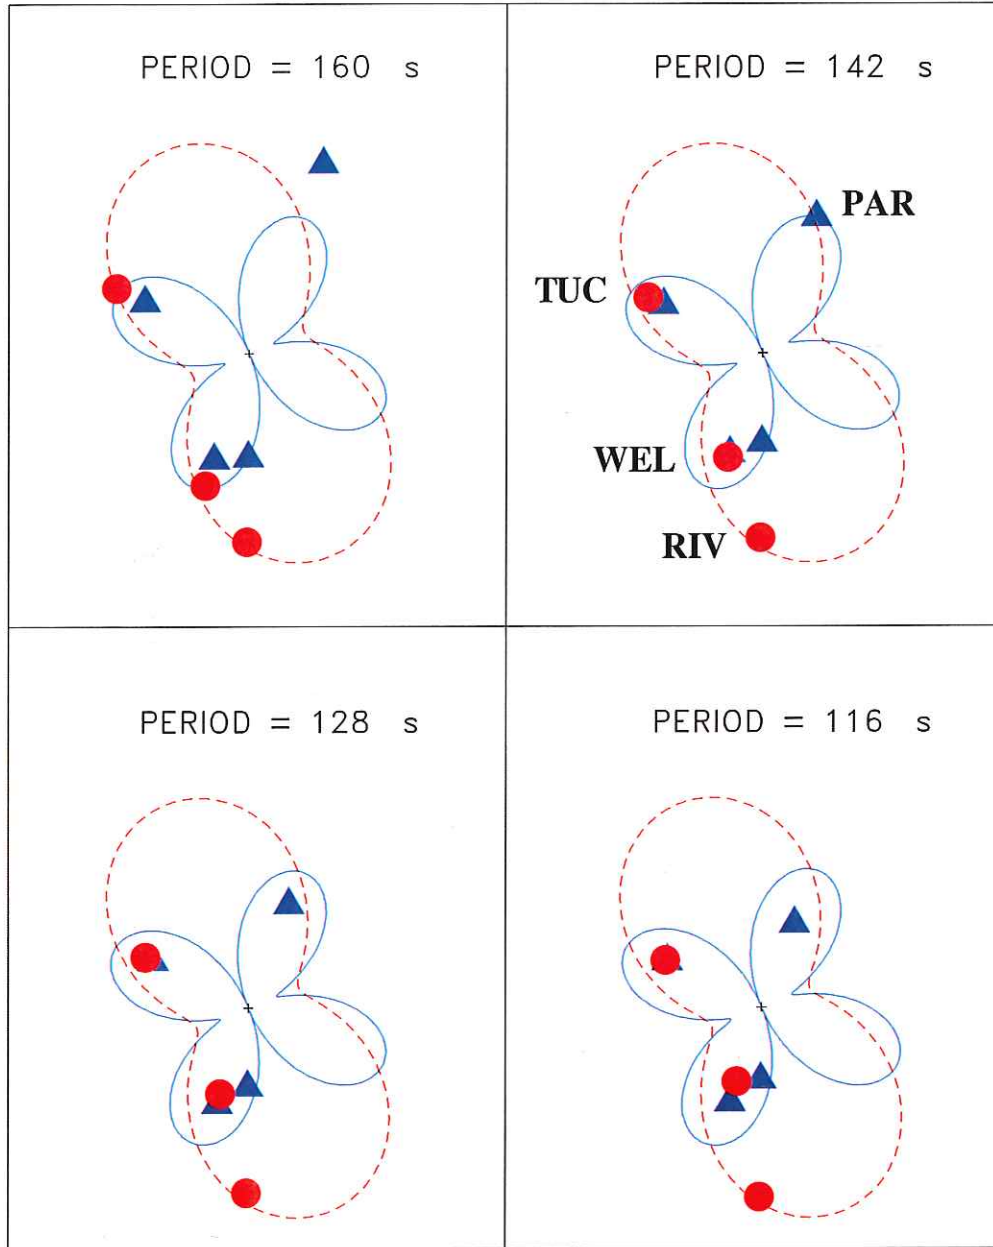 PERIOD = 160 s
PERIOD = 142 s
PAR
TUC
WEL
RIV
PERIOD = 128 s
PERIOD = 116 s